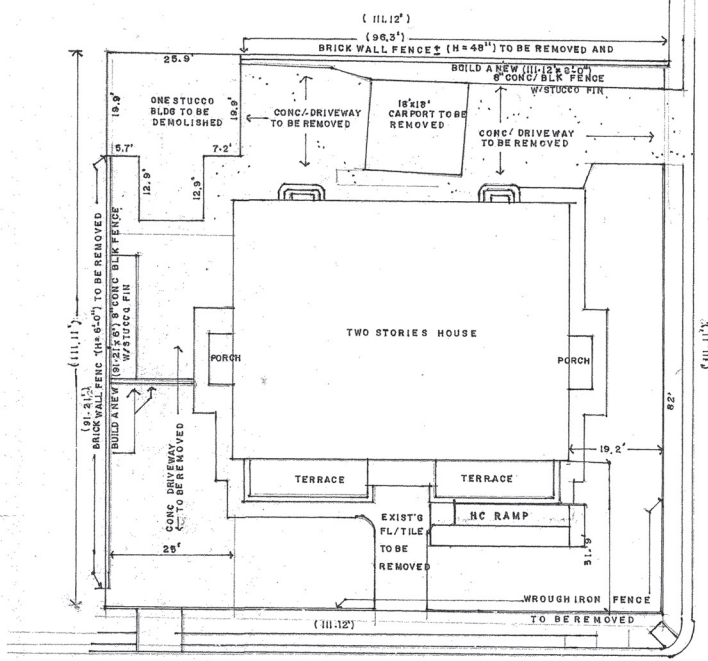 (111.12')
(96.3')
BRICK WALL FENCE ± (H=48") TO BE REMOVED AND
BUILD A NEW (111.12'x 6'-0")
8"CONC/BLK FENCE
W/STUCCO FIN
25.9'
19.9'
ONE STUCCO
BLDG TO BE
DEMOLISHED
19.9'
CONC/DRIVEWAY
TO BE REMOVED
18'x18'
CARPORT TO BE
REMOVED
CONC/ DRIVEWAY
TO BE REMOVED
5.7'
7.2'
12.9'
12.9'
(111.11')
(91.21')
BRICK WALL FENC (H=6'-0") TO BE REMOVED
BUILD A NEW (91.21'x 6') 8"CONC BLK FENCE
W/STUCCO FIN
TWO STORIES HOUSE
PORCH
PORCH
82'
19.2'
CONC DRIVEWAY
TO BE REMOVED
TERRACE
TERRACE
EXIST'G
FL/TILE
TO BE
REMOVED
HC RAMP
31.9'
25'
WROUGH IRON FENCE
TO BE REMOVED
(111.12')